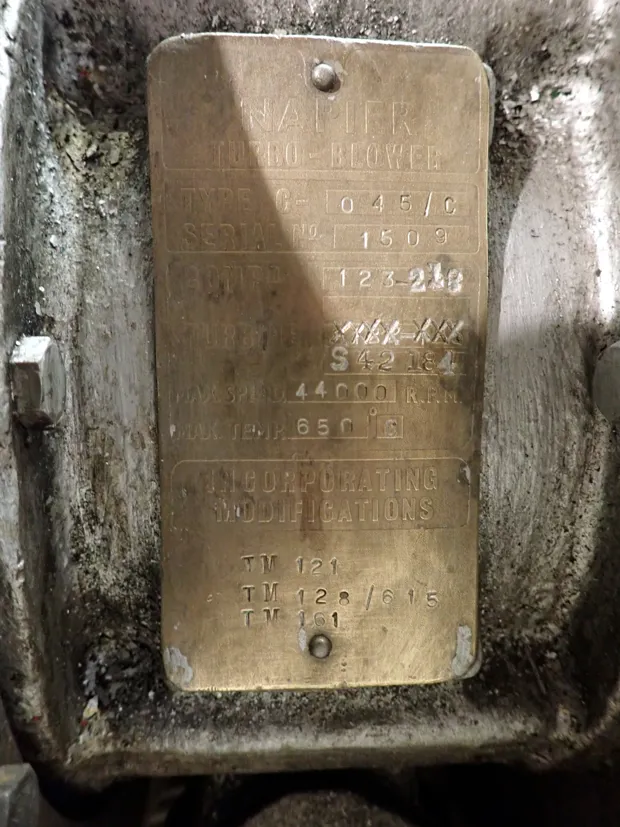 NAPIER
TURBO-BLOWER
TYPE C- 045/C
SERIAL Nº 1509
123-
S 42 184
MAX. SPEED 44000 R.P.M.
MAX. TEMP. 650 °C
INCORPORATING
MODIFICATIONS
TM 121
TM 128/615
TM 161